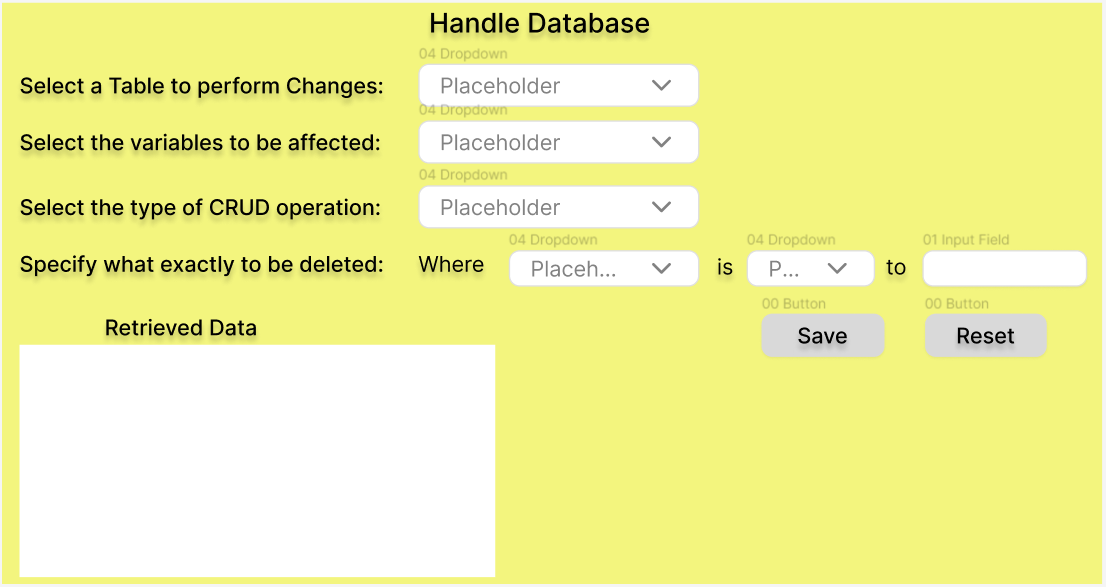 Handle Database
04 Dropdown
Select a Table to perform Changes: Placeholder
04 Dropdown
Select the variables to be affected: Placeholder
04 Dropdown
Select the type of CRUD operation: Placeholder
04 Dropdown 04 Dropdown 01 Input Field
Specify what exactly to be deleted: Where Placeh... is P... to
00 Button 00 Button
Retrieved Data Save Reset